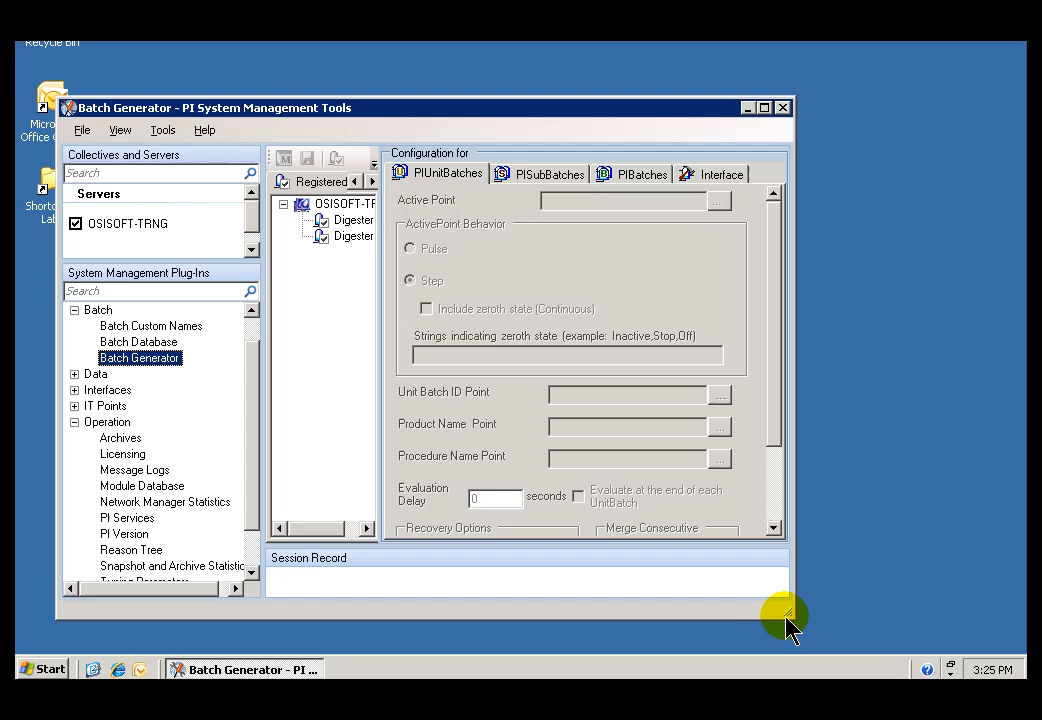 Recycle Bin
Micro
Office
Shortc
Lab
Batch Generator - PI System Management Tools
File View Tools Help
Collectives and Servers
Search
Servers
OSISOFT-TRNG
System Management Plug-Ins
Search
Batch
Batch Custom Names
Batch Database
Batch Generator
Data
Interfaces
IT Points
Operation
Archives
Licensing
Message Logs
Module Database
Network Manager Statistics
PI Services
PI Version
Reason Tree
Snapshot and Archive Statistic
Tuning Parameters
Registered
OSISOFT-TR
Digester
Digester
Configuration for
PIUnitBatches PISubBatches PIBatches Interface
Active Point ...
ActivePoint Behavior
Pulse
Step
Include zeroth state (Continuous)
Strings indicating zeroth state (example: Inactive,Stop,Off)
Unit Batch ID Point ...
Product Name Point ...
Procedure Name Point ...
Evaluation
Delay
0 seconds
Evaluate at the end of each
UnitBatch
Recovery Options Merge Consecutive
Session Record
Start Batch Generator - PI ... 3:25 PM